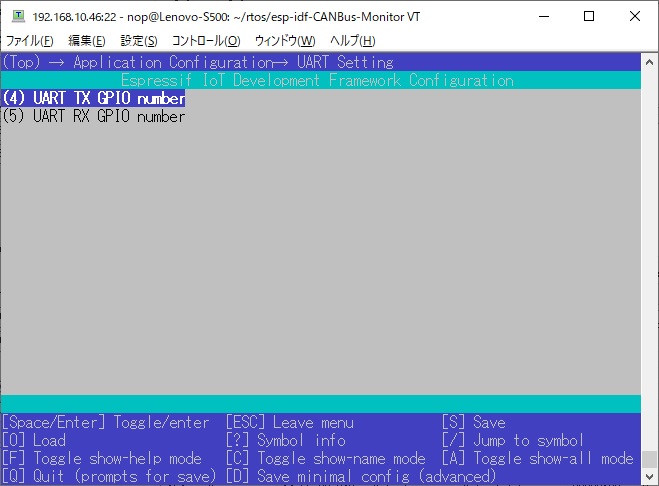 192.168.10.46:22 - nop@Lenovo-S500: ~/rtos/esp-idf-CANBus-Monitor VT
ファイル(F) 編集(E) 設定(S) コントロール(O) ウィンドウ(W) ヘルプ(H)
(Top) → Application Configuration→ UART Setting
Espressif IoT Development Framework Configuration
(4) UART TX GPIO number
(5) UART RX GPIO number
[Space/Enter] Toggle/enter [ESC] Leave menu [S] Save
[O] Load [?] Symbol info [/] Jump to symbol
[F] Toggle show-help mode [C] Toggle show-name mode [A] Toggle show-all mode
[Q] Quit (prompts for save) [D] Save minimal config (advanced)